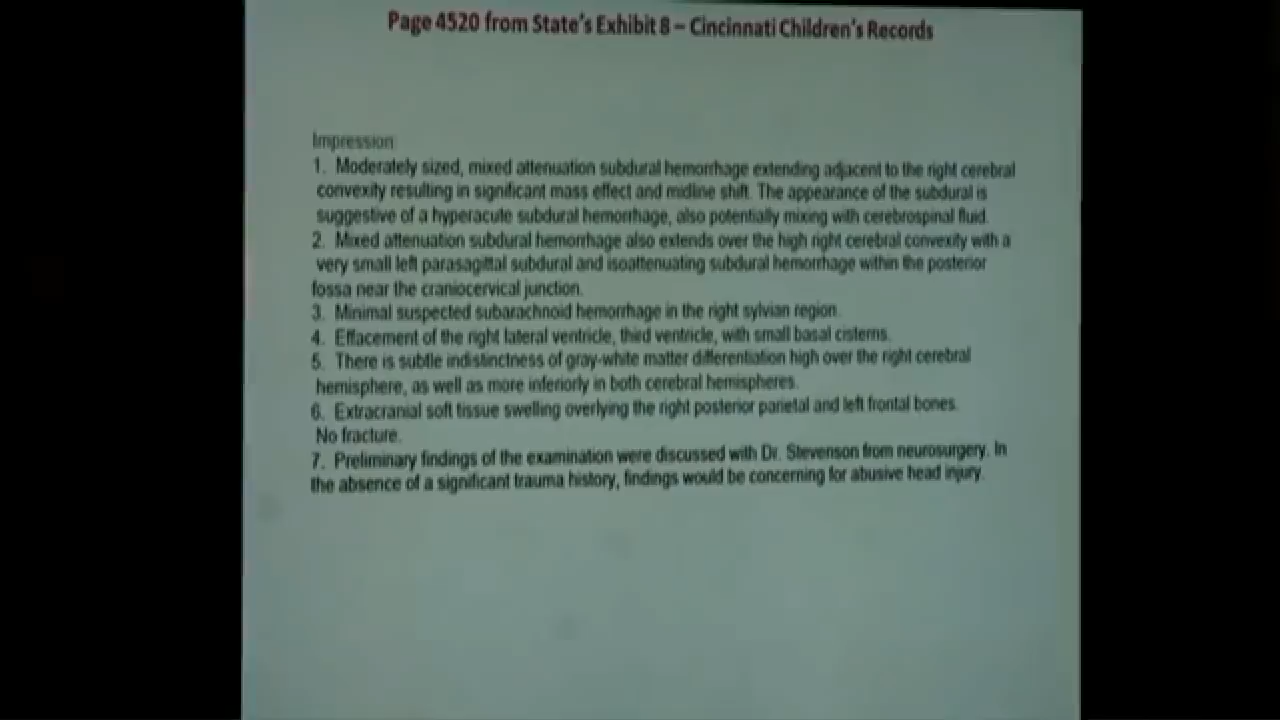 Page 4520 from State's Exhibit 8 – Cincinnati Children's Records
Impression
1. Moderately sized, mixed attenuation subdural hemorrhage extending adjacent to the right cerebral
convexity resulting in significant mass effect and midline shift. The appearance of the subdural is
suggestive of a hyperacute subdural hemorrhage, also potentially mixing with cerebrospinal fluid.
2. Mixed attenuation subdural hemorrhage also extends over the high right cerebral convexity with a
very small left parasagittal subdural and isoattenuating subdural hemorrhage within the posterior
fossa near the craniocervical junction.
3. Minimal suspected subarachnoid hemorrhage in the right sylvian region.
4. Effacement of the right lateral ventricle, third ventricle, with small basal cisterns.
5. There is subtle indistinctness of gray-white matter differentiation high over the right cerebral
hemisphere, as well as more inferiorly in both cerebral hemispheres.
6. Extracranial soft tissue swelling overlying the right posterior parietal and left frontal bones.
No fracture.
7. Preliminary findings of the examination were discussed with Dr. Stevenson from neurosurgery. In
the absence of a significant trauma history, findings would be concerning for abusive head injury.